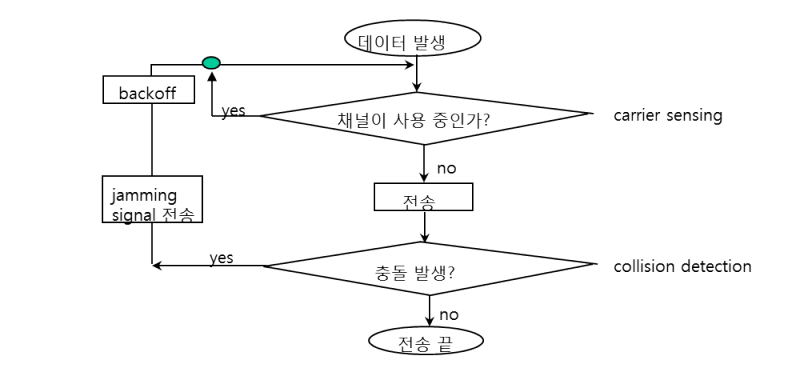 데이터 발생
backoff
yes
채널이 사용 중인가?
carrier sensing
no
jamming
signal 전송
전송
yes
충돌 발생?
collision detection
no
전송 끝